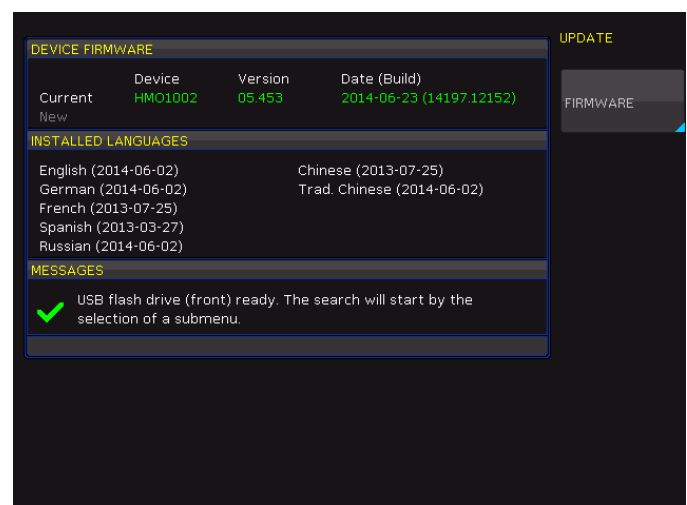 UPDATE
DEVICE FIRMWARE
Device Version Date (Build)
Current HMO1002 05.453 2014-06-23 (14197.12152)
FIRMWARE
New
INSTALLED LANGUAGES
English (2014-06-02) Chinese (2013-07-25)
German (2014-06-02) Trad. Chinese (2014-06-02)
French (2013-07-25)
Spanish (2013-03-27)
Russian (2014-06-02)
MESSAGES
USB flash drive (front) ready. The search will start by the
selection of a submenu.